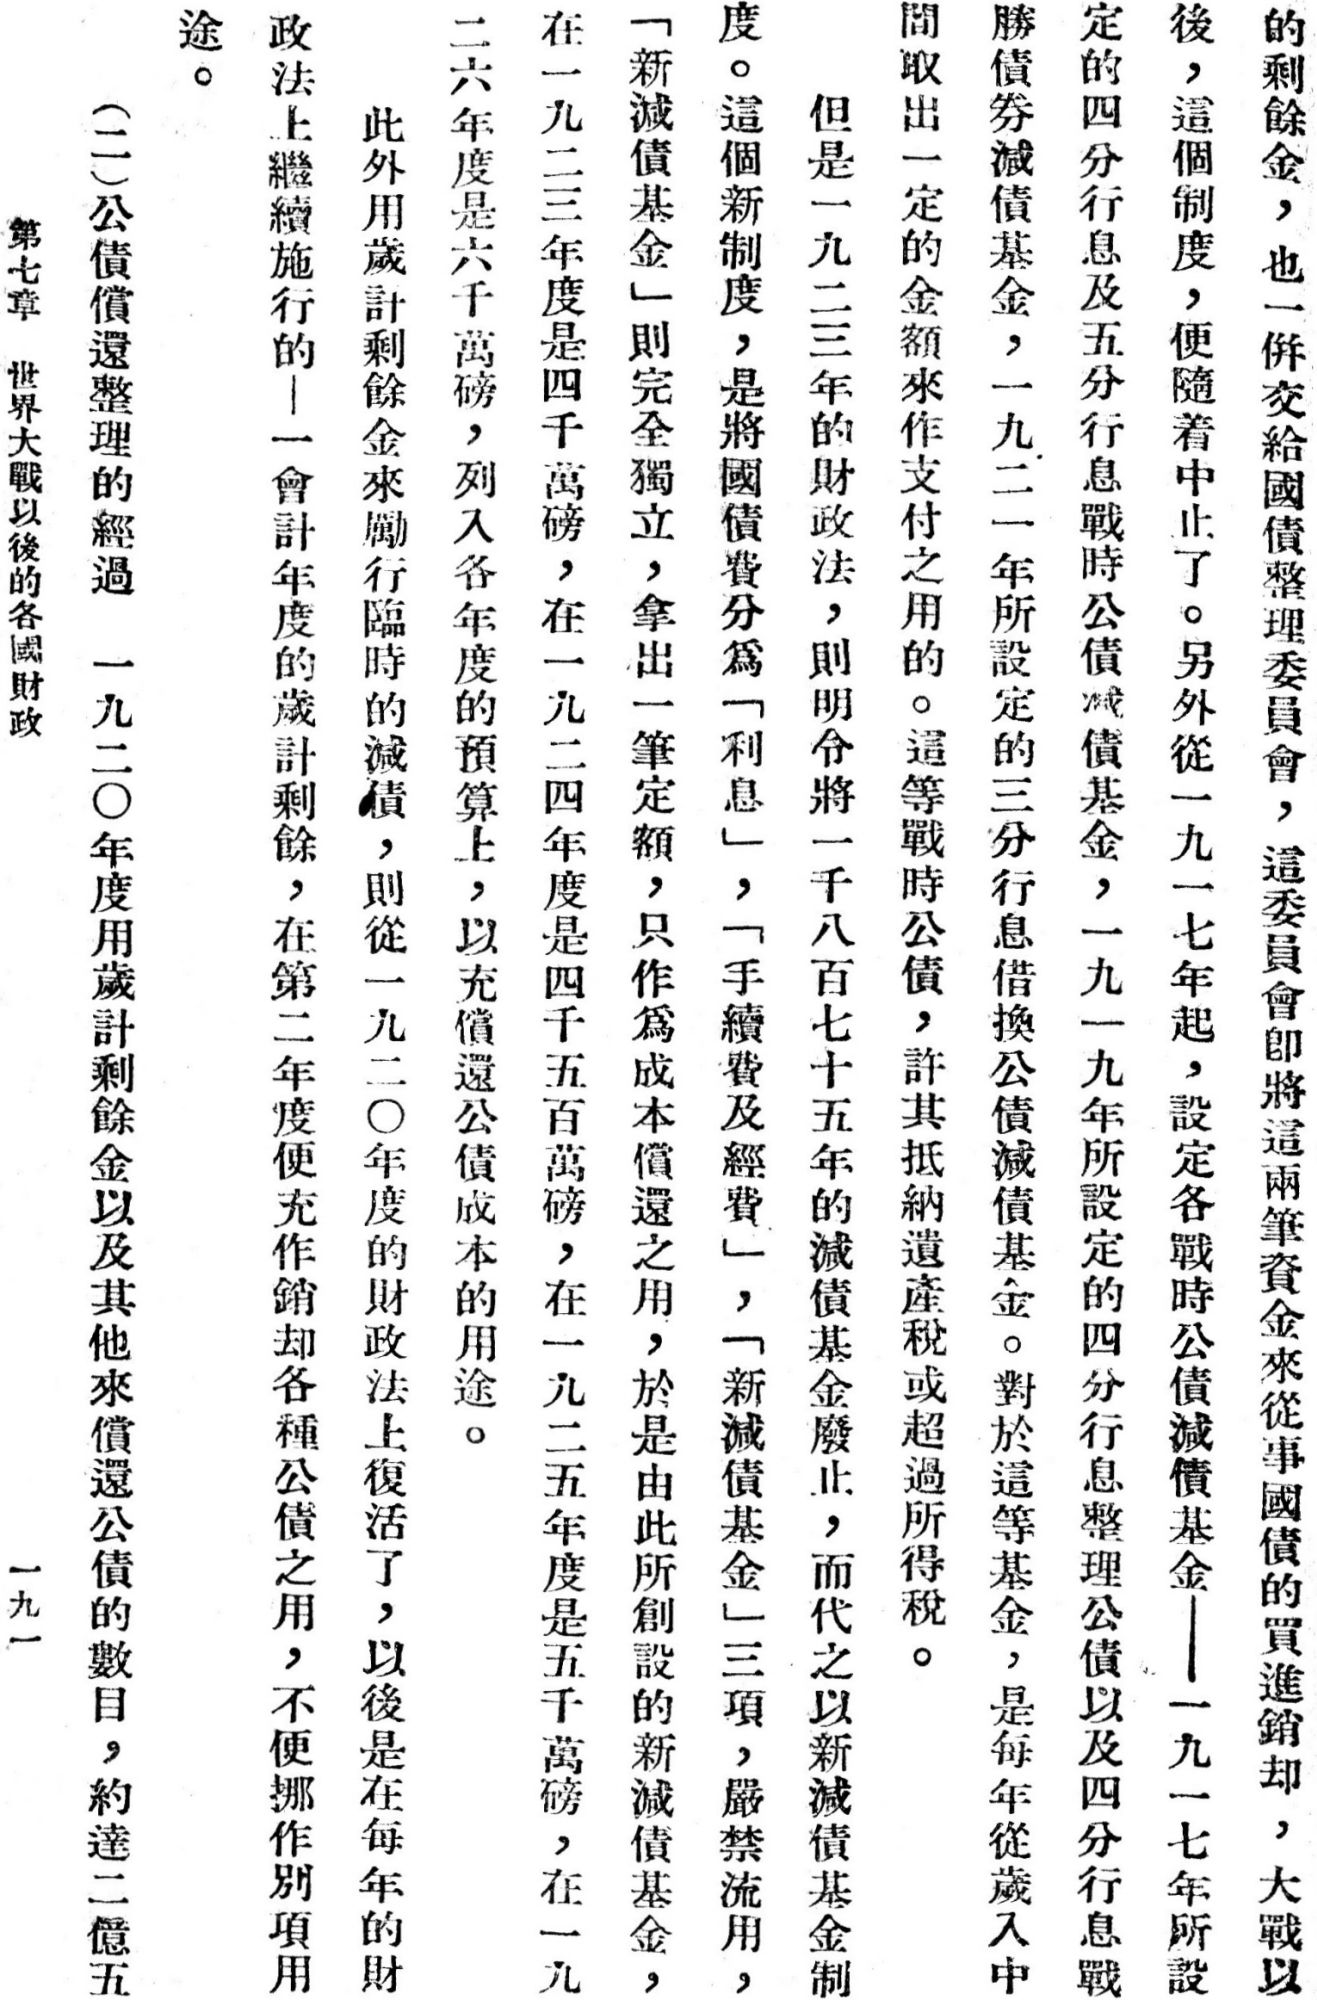 的剩餘金，也一併交給國債整理委員會，這委員會卽將這兩筆資金來從事國債的買進銷却，大戰以
後，這個制度，便隨着中止了。另外從一九一七年起，設定各戰時公債減債基金——一九一七年所設
定的四分行息及五分行息戰時公債減債基金，一九一九年所設定的四分行息整理公債以及四分行息戰
勝債券減債基金，一九二一年所設定的三分行息借換公債減債基金。對於這等基金，是每年從歲入中
間取出一定的金額來作支付之用的。這等戰時公債，許其抵納遺產稅或超過所得稅。
但是一九二三年的財政法，則明令將一千八百七十五年的減債基金廢止，而代之以新減債基金制
度。這個新制度，是將國債費分爲「利息」，「手續費及經費」，「新減債基金」三項，嚴禁流用，
「新減債基金」則完全獨立，拿出一筆定額，只作爲成本償還之用，於是由此所創設的新減債基金，
在一九二三年度是四千萬磅，在一九二四年度是四千五百萬磅，在一九二五年度是五千萬磅，在一九
二六年度是六千萬磅，列入各年度的預算上，以充償還公債成本的用途。
此外用歲計剩餘金來勵行臨時的減債，則從一九二〇年度的財政法上復活了，以後是在每年的財
政法上繼續施行的—一會計年度的歲計剩餘，在第二年度便充作銷却各種公債之用，不便挪作別項用
途。
（二）公債償還整理的經過　一九二〇年度用歲計剩餘金以及其他來償還公債的數目，約達二億五
第七章　世界大戰以後的各國財政
一九一